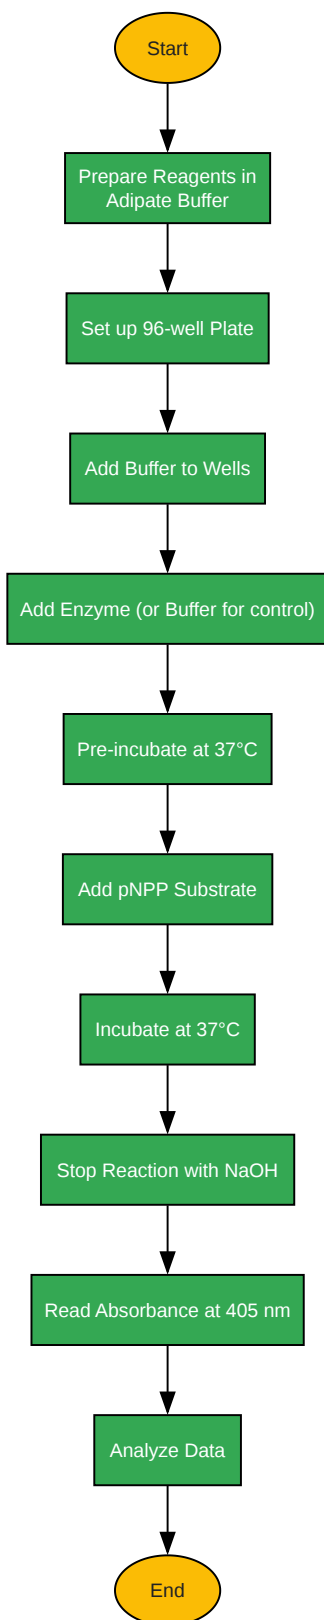 Start
Prepare Reagents in
Adipate Buffer
Set up 96-well Plate
Add Buffer to Wells
Add Enzyme (or Buffer for control)
Pre-incubate at 37°C
Add pNPP Substrate
Incubate at 37°C
Stop Reaction with NaOH
Read Absorbance at 405 nm
Analyze Data
End